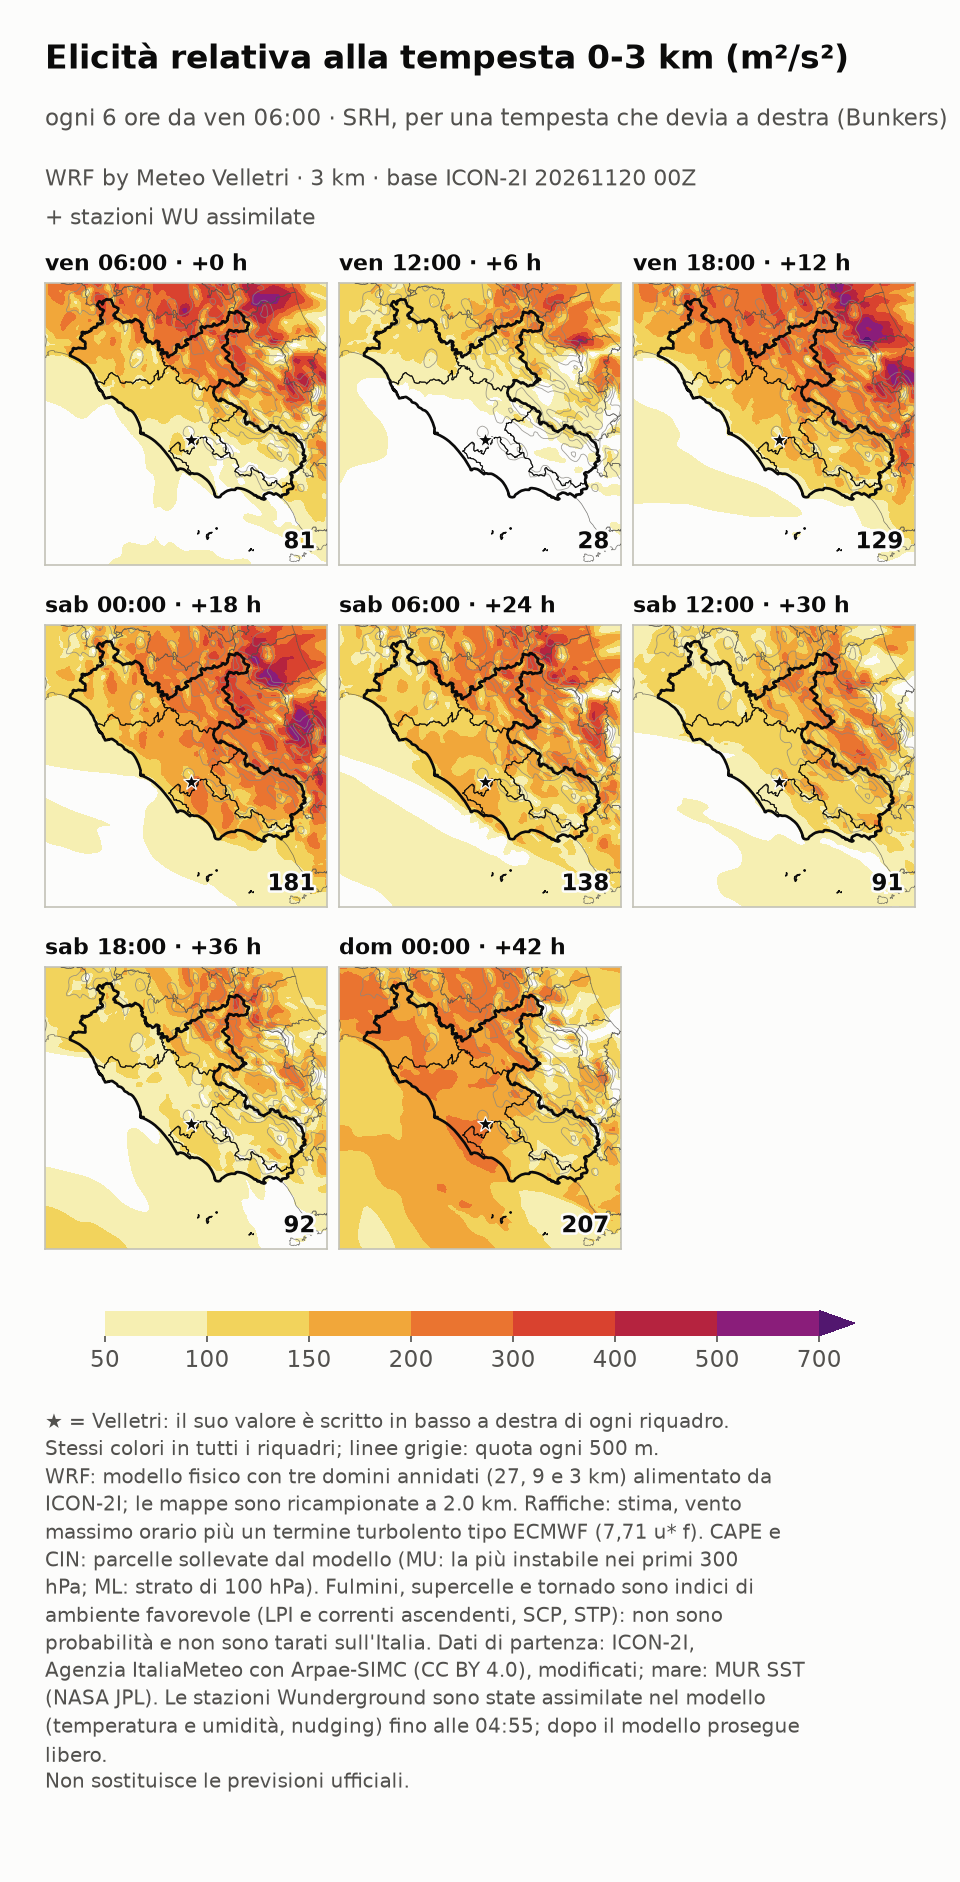 Elicità relativa alla tempesta 0-3 km (m²/s²)
ogni 6 ore da ven 06:00 · SRH, per una tempesta che devia a destra (Bunkers)
WRF by Meteo Velletri · 3 km · base ICON-2I 20261120 00Z
+ stazioni WU assimilate
ven 06:00 · +0 h
ven 12:00 · +6 h
ven 18:00 · +12 h
81
28
129
sab 00:00 · +18 h
sab 06:00 · +24 h
sab 12:00 · +30 h
181
138
91
sab 18:00 · +36 h
dom 00:00 · +42 h
92
207
50 100 150 200 300 400 500 700
★ = Velletri: il suo valore è scritto in basso a destra di ogni riquadro.
Stessi colori in tutti i riquadri; linee grigie: quota ogni 500 m.
WRF: modello fisico con tre domini annidati (27, 9 e 3 km) alimentato da
ICON-2I; le mappe sono ricampionate a 2.0 km. Raffiche: stima, vento
massimo orario più un termine turbolento tipo ECMWF (7,71 u* f). CAPE e
CIN: parcelle sollevate dal modello (MU: la più instabile nei primi 300
hPa; ML: strato di 100 hPa). Fulmini, supercelle e tornado sono indici di
ambiente favorevole (LPI e correnti ascendenti, SCP, STP): non sono
probabilità e non sono tarati sull'Italia. Dati di partenza: ICON-2I,
Agenzia ItaliaMeteo con Arpae-SIMC (CC BY 4.0), modificati; mare: MUR SST
(NASA JPL). Le stazioni Wunderground sono state assimilate nel modello
(temperatura e umidità, nudging) fino alle 04:55; dopo il modello prosegue
libero.
Non sostituisce le previsioni ufficiali.